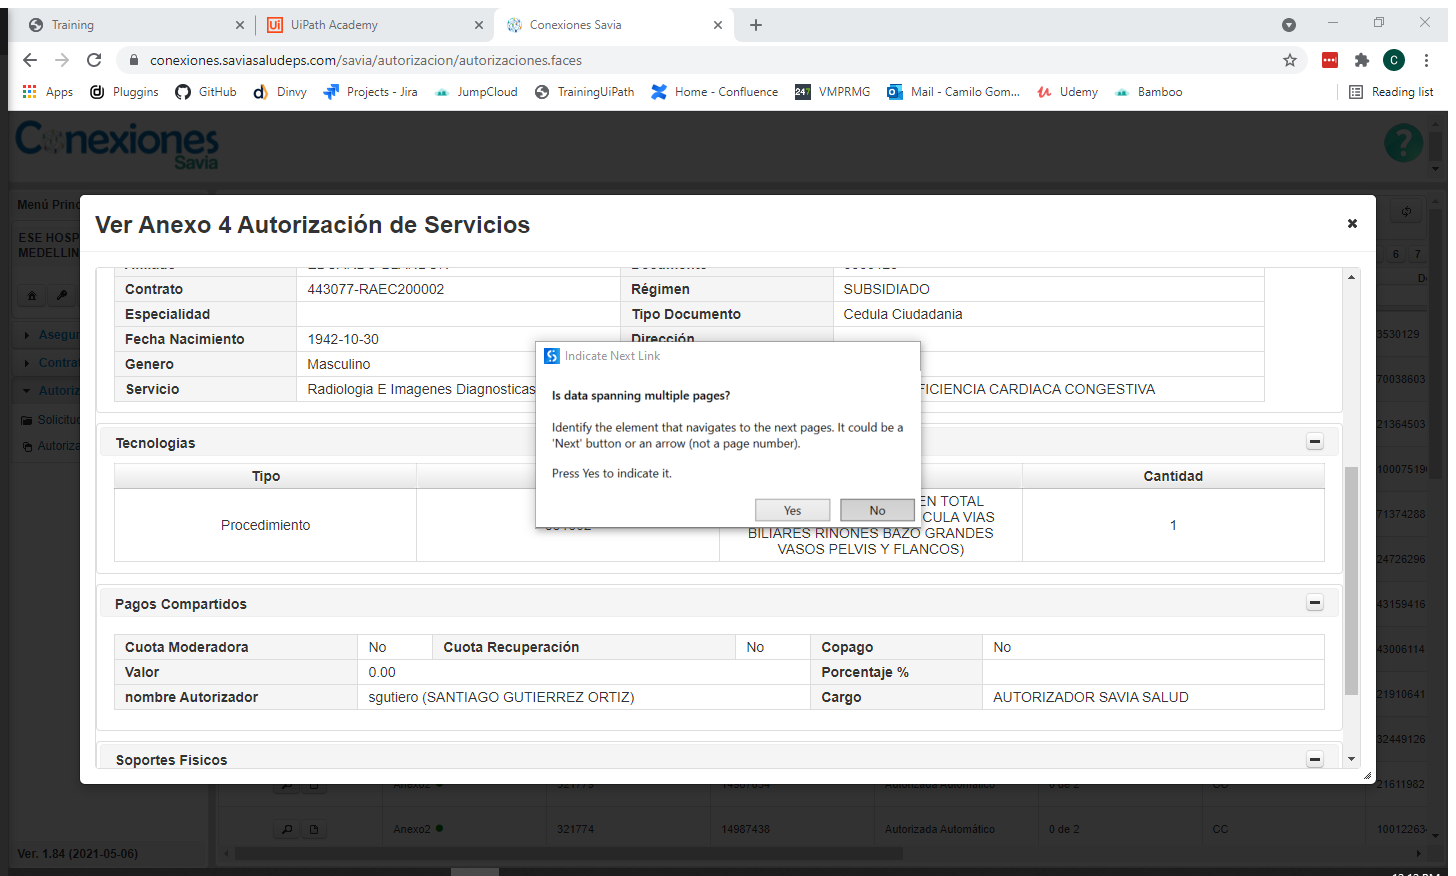 Training
UiPath Academy
Conexiones Savia
conexiones.saviasaludeps.com/savia/autorizacion/autorizaciones.faces
C
Apps
Pluggins
GitHub
Dinvy
Projects - Jira
JumpCloud
TrainingUiPath
Home - Confluence
247 VMPRMG
Mail - Camilo Gom...
Udemy
Bamboo
Reading list
Conexiones
Savia
?
Menú Princ
ESE HOSP
MEDELLIN
Asegur
Contra
Autoriz
Solicitud
Autoriza
Ver. 1.84 (2021-05-06)
Ver Anexo 4 Autorización de Servicios
Contrato 443077-RAEC200002 Régimen SUBSIDIADO
Especialidad Tipo Documento Cedula Ciudadania
Fecha Nacimiento 1942-10-30 Dirección
Genero Masculino
Servicio Radiologia E Imagenes Diagnosticas FICIENCIA CARDIACA CONGESTIVA
Indicate Next Link
Is data spanning multiple pages?
Identify the element that navigates to the next pages. It could be a
'Next' button or an arrow (not a page number).
Press Yes to indicate it.
Yes No
Tecnologias
Tipo Cantidad
Procedimiento
EN TOTAL
CULA VIAS
BILIARES RINONES BAZO GRANDES
VASOS PELVIS Y FLANCOS)
1
Pagos Compartidos
Cuota Moderadora No Cuota Recuperación No Copago No
Valor 0.00 Porcentaje %
nombre Autorizador sgutiero (SANTIAGO GUTIERREZ ORTIZ) Cargo AUTORIZADOR SAVIA SALUD
Soportes Fisicos
6 7
3530129
70038603
21364503
10007519
71374288
24726296
43159416
43006114
21910641
32449126
21611982
Anexo2 321774 14987438 Autorizada Automático 0 de 2 CC 10012263